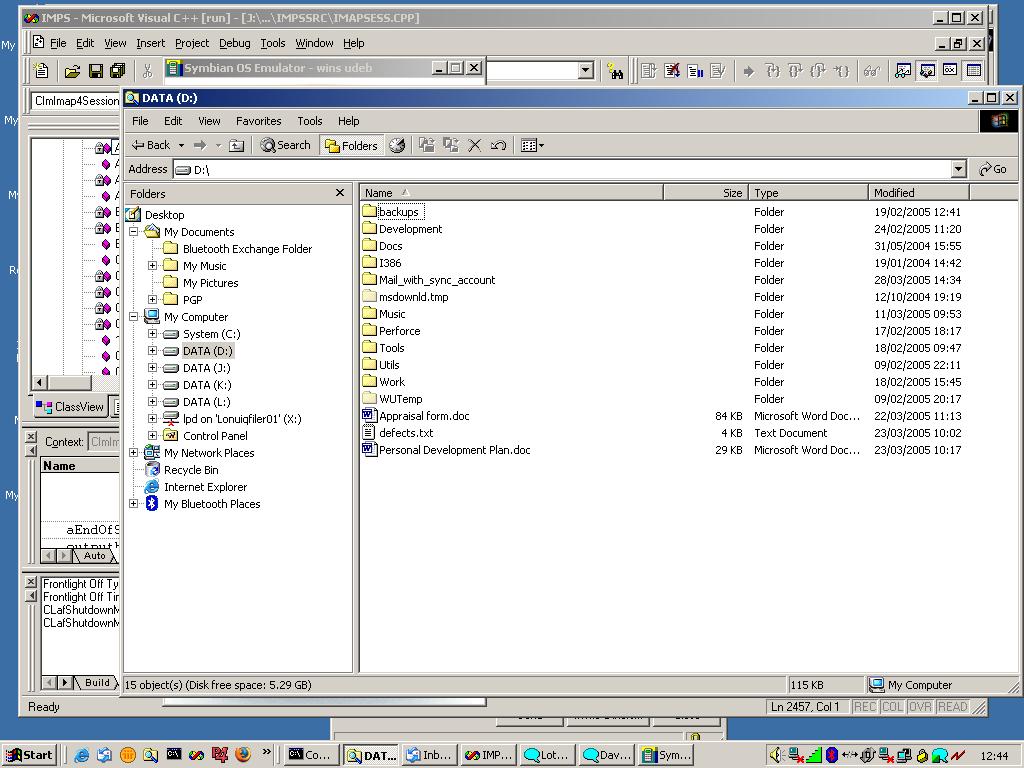 IMPS - Microsoft Visual C++ [run] - [J:\...\IMPSSRC\IMAPSESS.CPP]
File Edit View Insert Project Debug Tools Window Help
Symbian OS Emulator - wins udeb
ClmImap4Session
DATA (D:)
File Edit View Favorites Tools Help
Back Search Folders
Address D:\ Go
Folders
Desktop
My Documents
Bluetooth Exchange Folder
My Music
My Pictures
PGP
My Computer
System (C:)
DATA (D:)
DATA (J:)
DATA (K:)
DATA (L:)
lpd on 'Lonuiqfiler01' (X:)
Control Panel
My Network Places
Recycle Bin
Internet Explorer
My Bluetooth Places
Name Size Type Modified
backups Folder 19/02/2005 12:41
Development Folder 24/02/2005 11:20
Docs Folder 31/05/2004 15:55
I386 Folder 19/01/2004 14:42
Mail_with_sync_account Folder 28/03/2005 14:34
msdownld.tmp Folder 12/10/2004 19:19
Music Folder 11/03/2005 09:53
Perforce Folder 17/02/2005 18:17
Tools Folder 18/02/2005 09:47
Utils Folder 09/02/2005 22:11
Work Folder 18/02/2005 15:45
WUTemp Folder 09/02/2005 20:17
Appraisal form.doc 84 KB Microsoft Word Doc... 22/03/2005 11:13
defects.txt 4 KB Text Document 23/03/2005 10:02
Personal Development Plan.doc 29 KB Microsoft Word Doc... 23/03/2005 10:17
15 object(s) (Disk free space: 5.29 GB) 115 KB My Computer
ClassView
Context: ClmIm
Name
aEndOfS
Auto
Frontlight Off Ty
Frontlight Off Tim
CLafShutdownM
CLafShutdownM
Build
Ready Ln 2457, Col 1 REC COL OVR READ
My
My
My
My
Start Co... DAT... Inb... IMP... Lot... Dav... Sym... 12:44